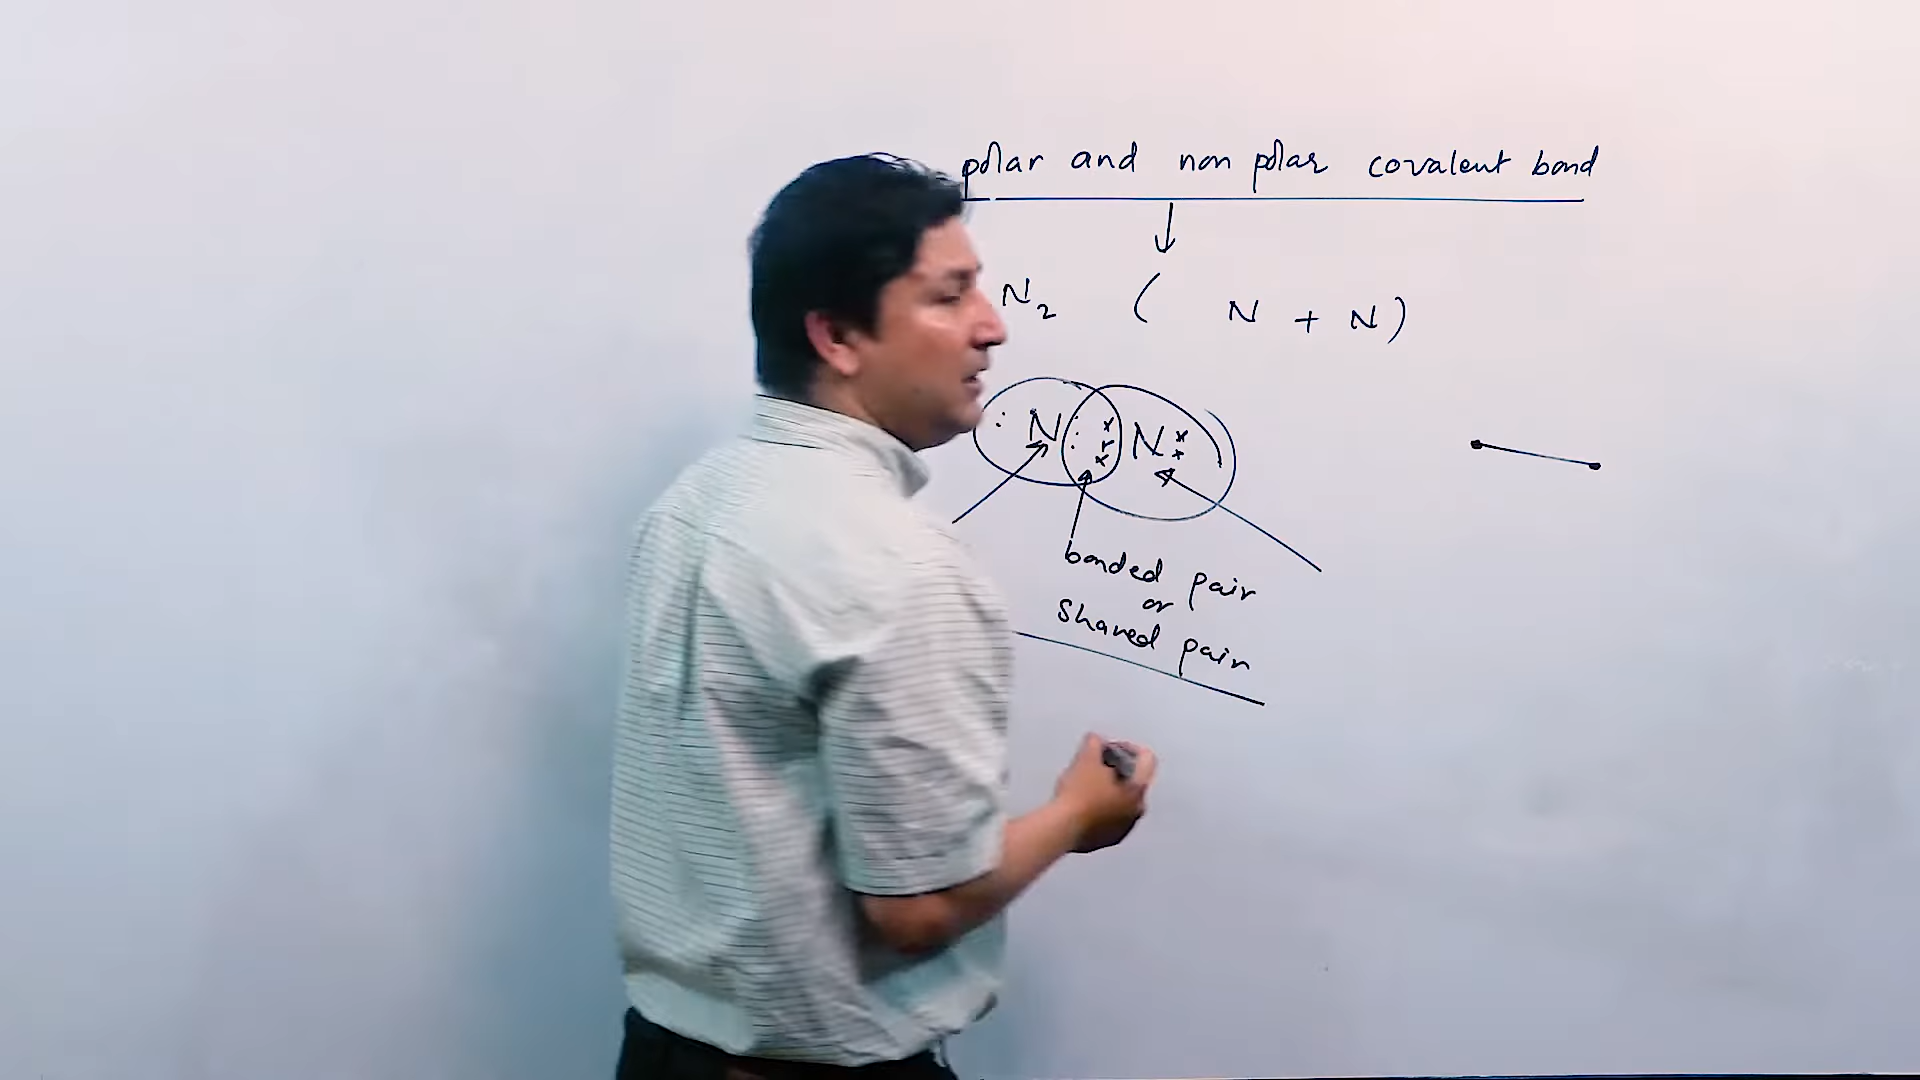 polar and non polar covalent bond
N2 ( N + N)
: N : x x x N x x
bonded pair
or
Shared pair